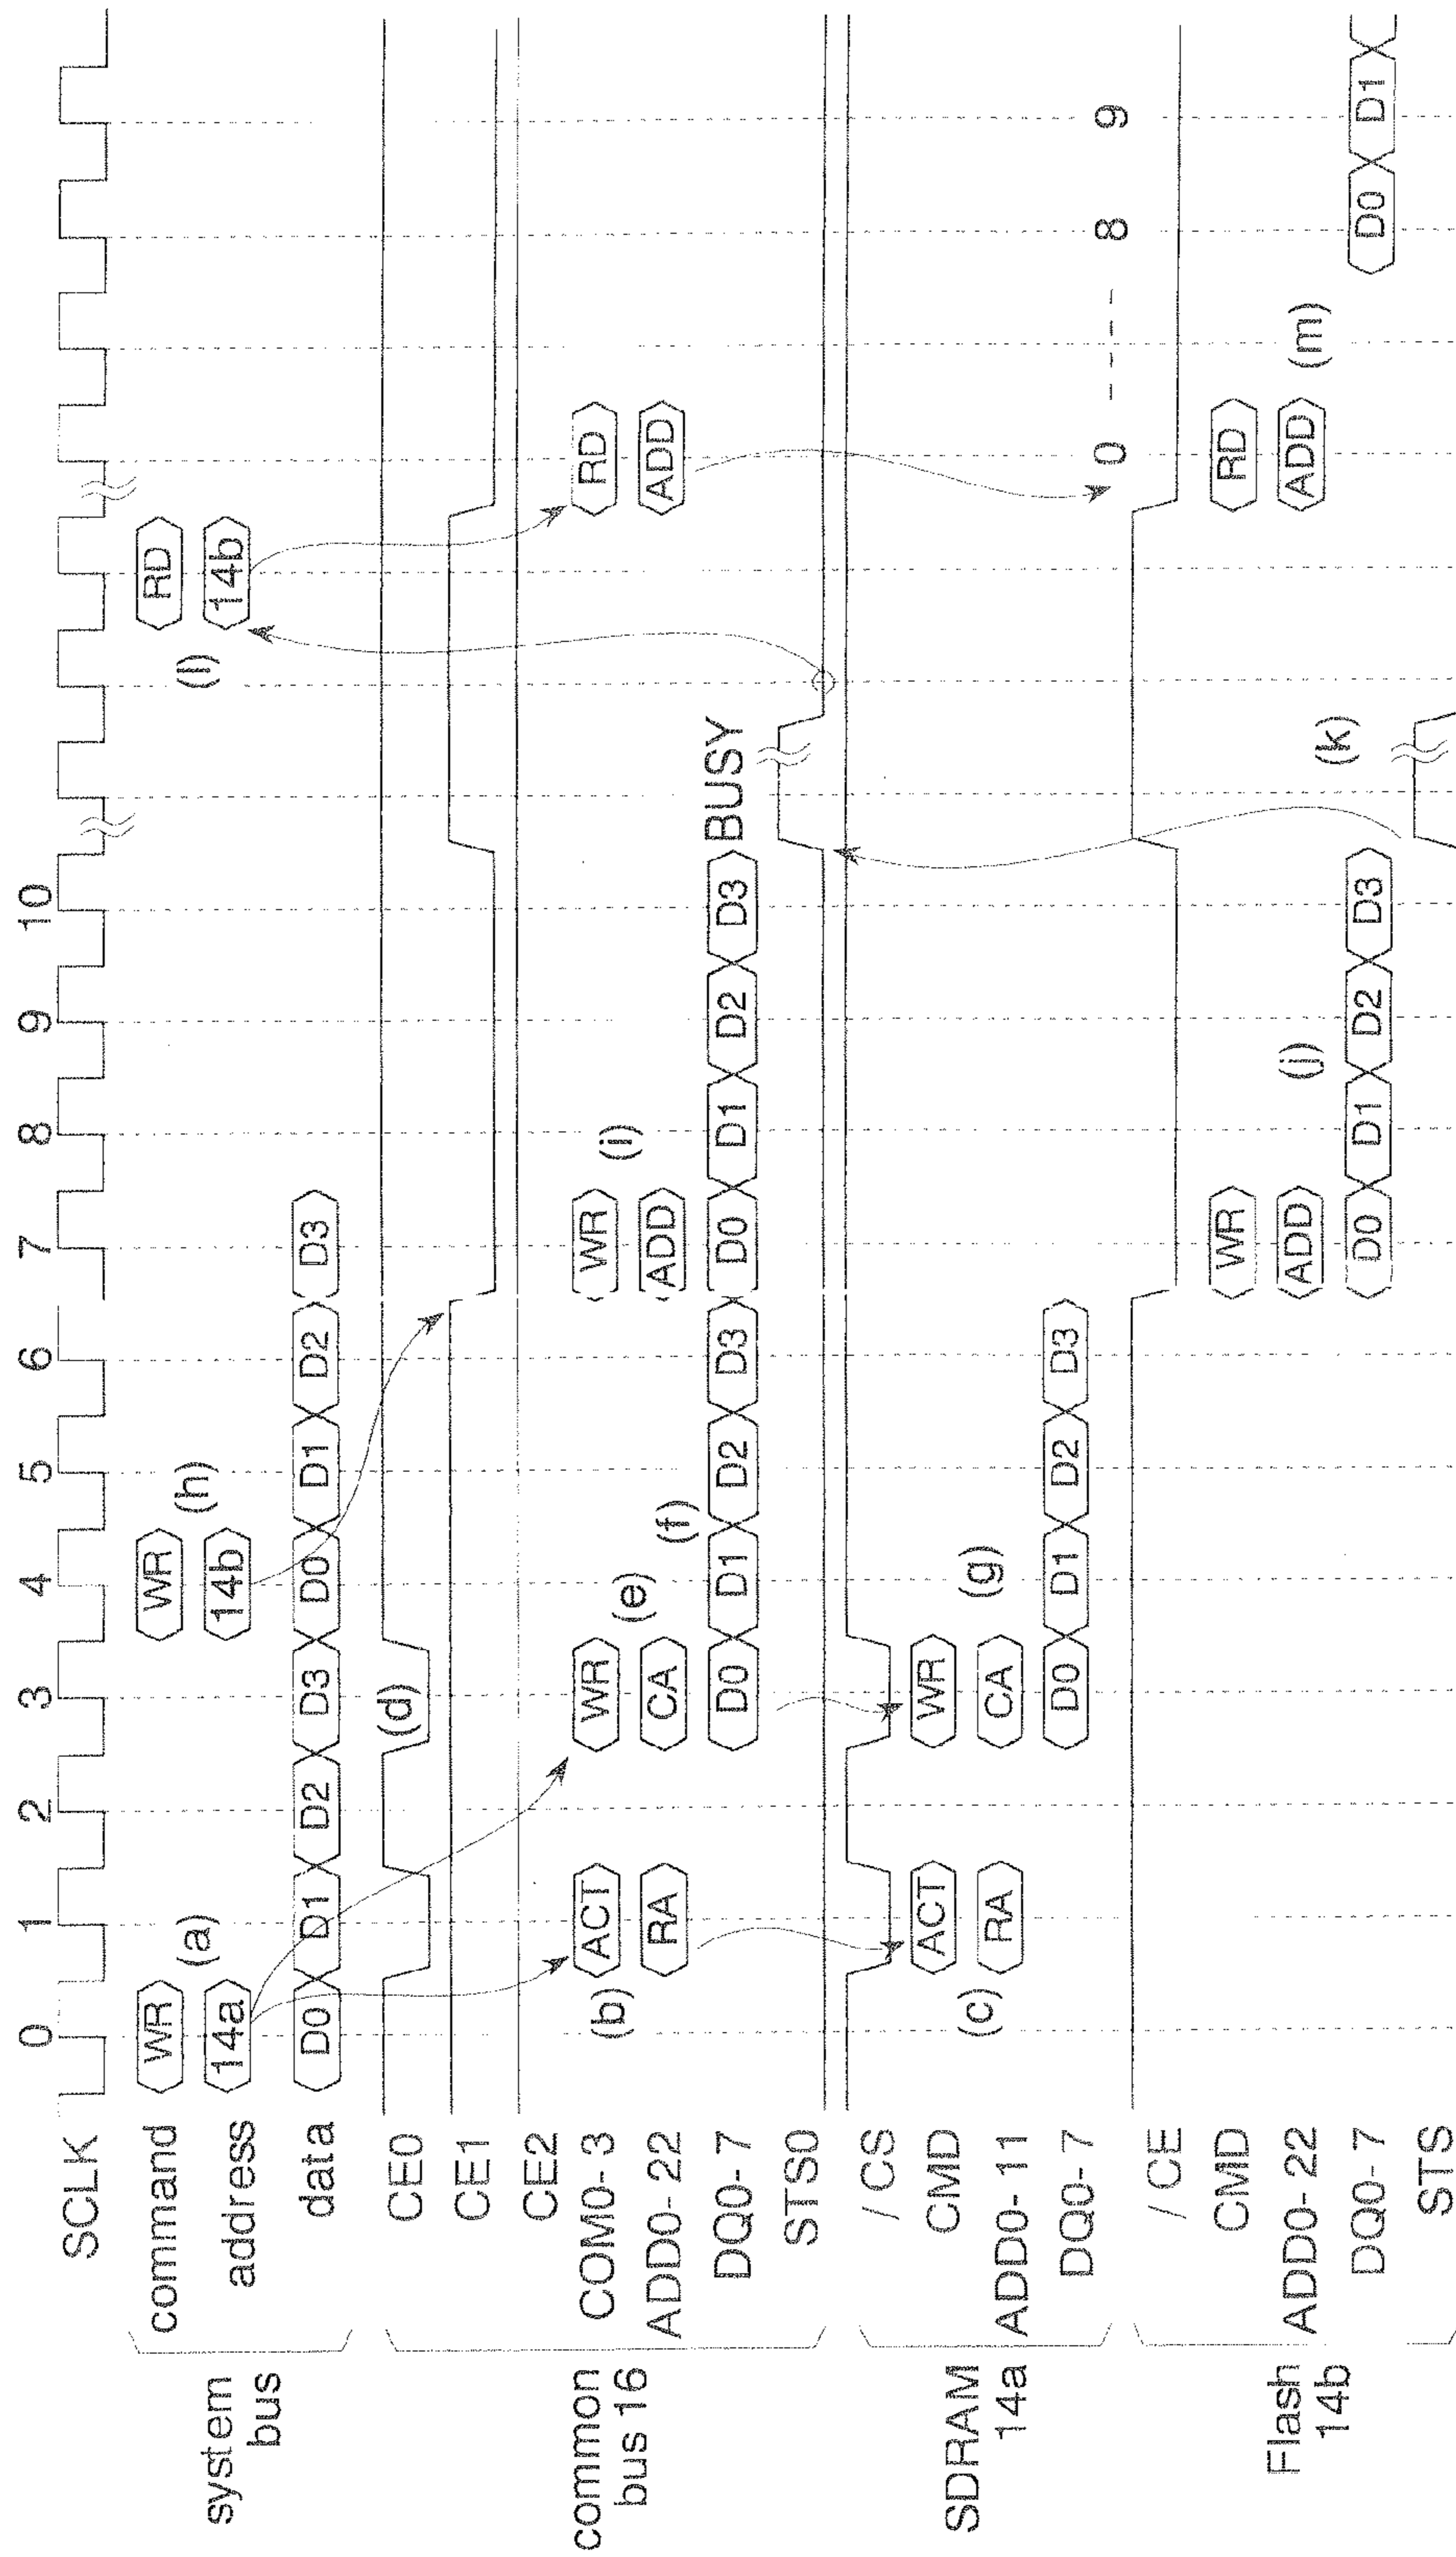 0 1 2 3 4 5 6 7 8 9 10
SCLK
system bus
command WR WR RD
(a) (h) (l)
address 14a 14b 14b
data D0 D1 D2 D3 D0 D1 D2 D3
common bus 16
CE0
(d)
CE1
CE2
COM0-3 ACT WR WR RD
(b) (e) (i)
ADD0-22 RA CA ADD ADD
(f)
DQ0-7 D0 D1 D2 D3 D0 D1 D2 D3 BUSY
STS0
SDRAM 14a
/CS
CMD ACT WR
(c) (g)
ADD0-11 RA CA
DQ0-7 D0 D1 D2 D3
0 --- 8 9
Flash 14b
/CE
CMD WR RD
ADD0-22 ADD ADD
(j) (k) (m)
DQ0-7 D0 D1 D2 D3 D0 D1
STS